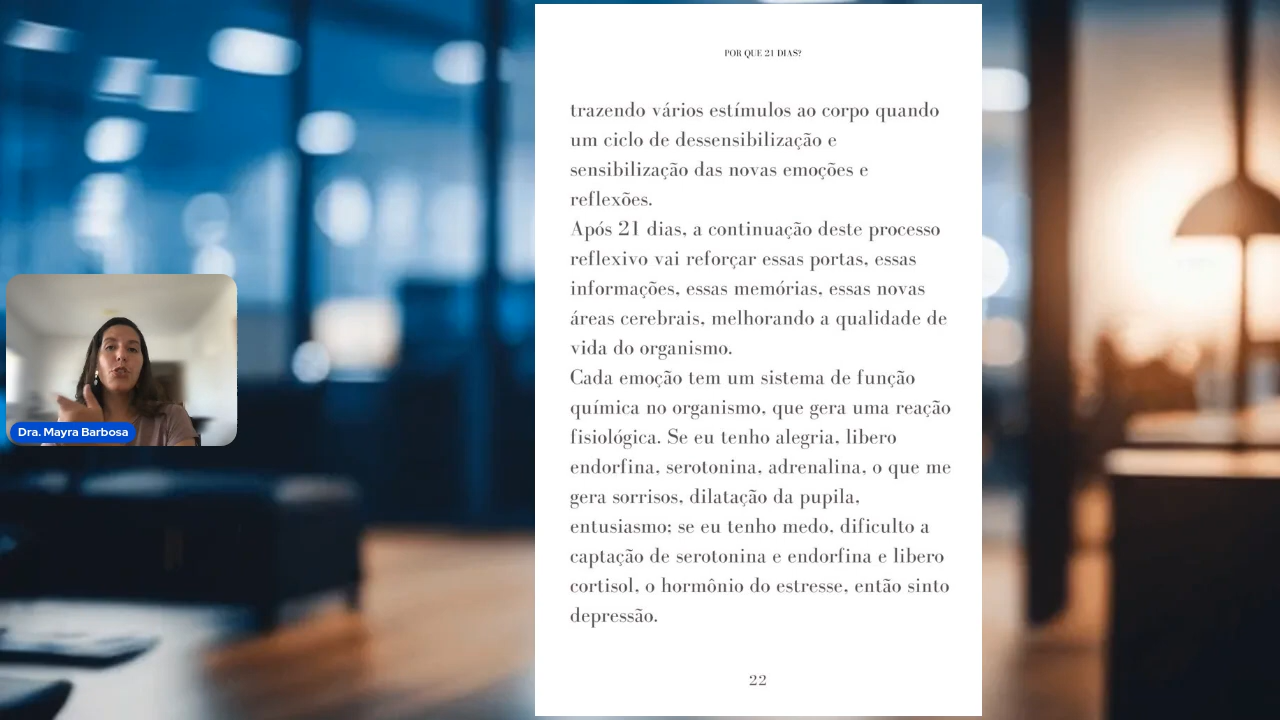 POR QUE 21 DIAS?
trazendo vários estímulos ao corpo quando
um ciclo de dessensibilização e
sensibilização das novas emoções e
reflexões.
Após 21 dias, a continuação deste processo
reflexivo vai reforçar essas portas, essas
informações, essas memórias, essas novas
áreas cerebrais, melhorando a qualidade de
vida do organismo.
Cada emoção tem um sistema de função
química no organismo, que gera uma reação
fisiológica. Se eu tenho alegria, libero
endorfina, serotonina, adrenalina, o que me
gera sorrisos, dilatação da pupila,
entusiasmo; se eu tenho medo, dificulto a
captação de serotonina e endorfina e libero
cortisol, o hormônio do estresse, então sinto
depressão.
22
Dra. Mayra Barbosa